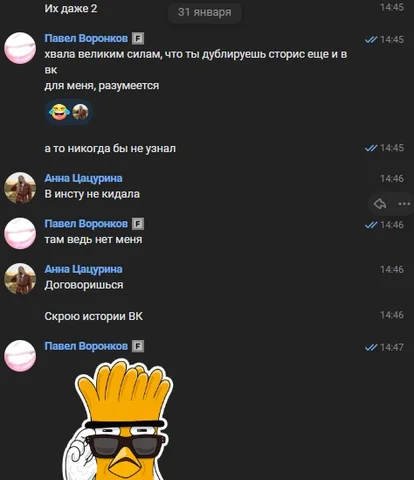 Их даже 2
14:45
31 января
Павел Воронков F
14:45
хвала великим силам, что ты дублируешь сторис еще и в
вк
для меня, разумеется
а то никогда бы не узнал
14:45
Анна Цацурина
14:46
В инсту не кидала
Павел Воронков F
14:46
там ведь нет меня
Анна Цацурина
14:46
Договоришься
Скрою истории ВК
14:46
Павел Воронков F
14:47